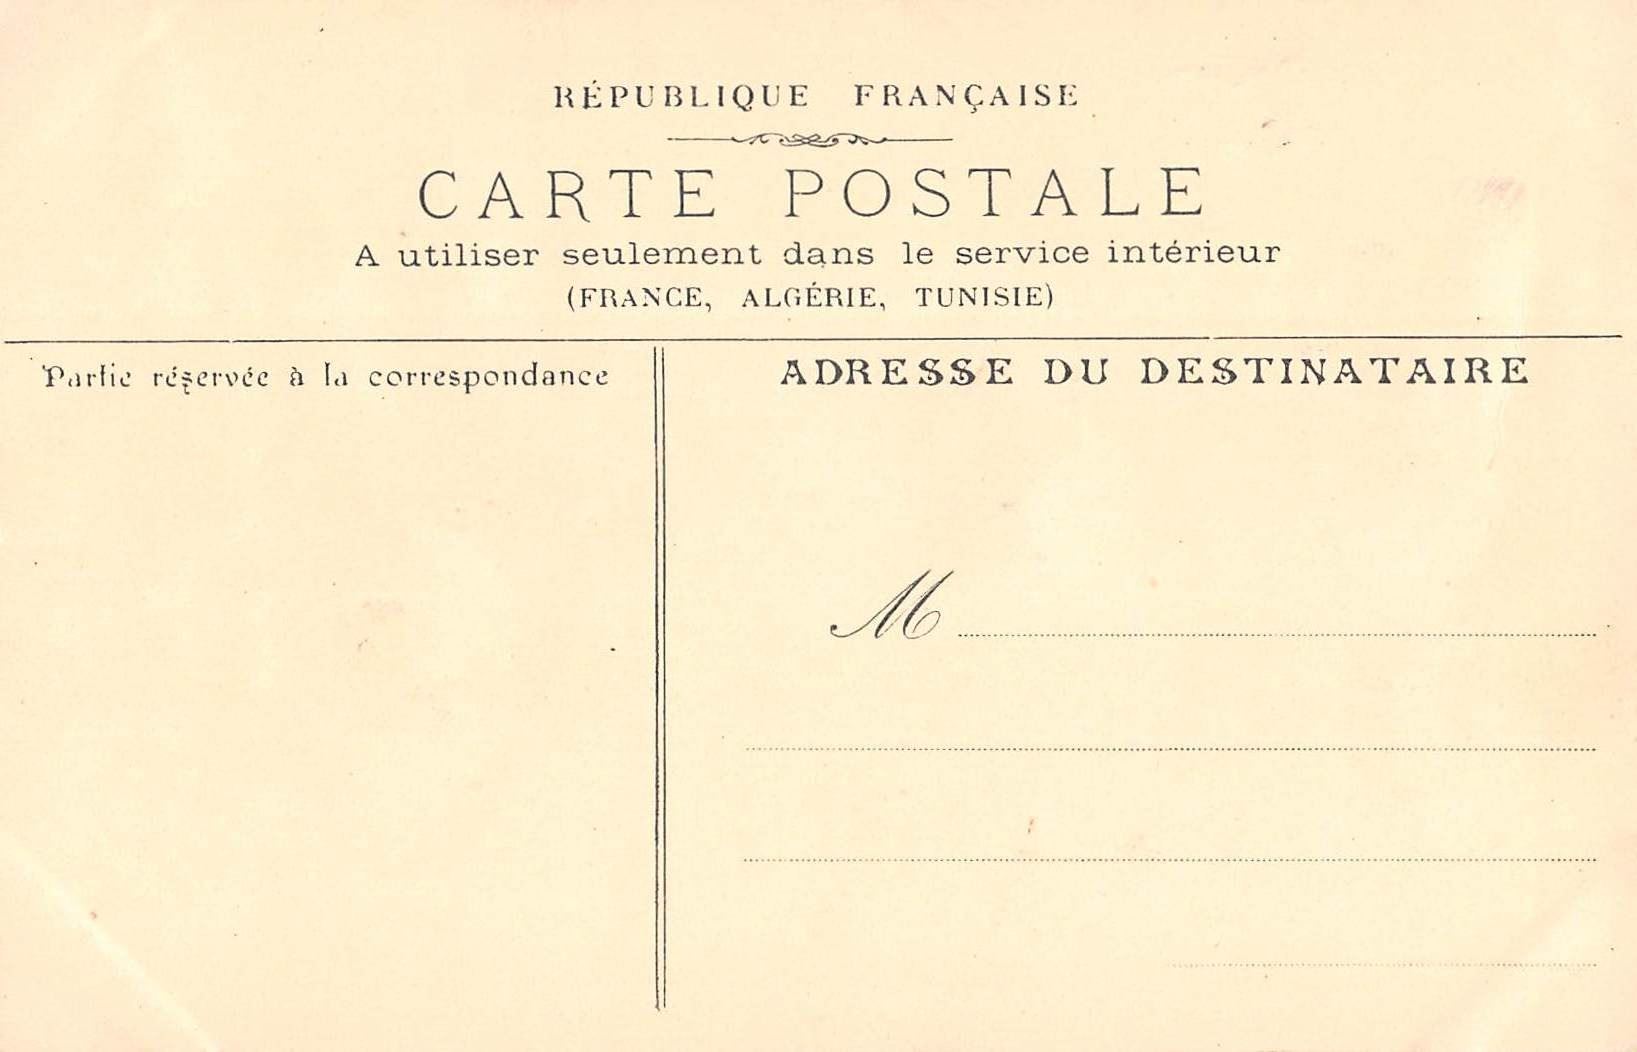 RÉPUBLIQUE FRANÇAISE
CARTE POSTALE
A utiliser seulement dans le service intérieur
(FRANCE, ALGÉRIE, TUNISIE)
Partie réservée à la correspondance
ADRESSE DU DESTINATAIRE
M